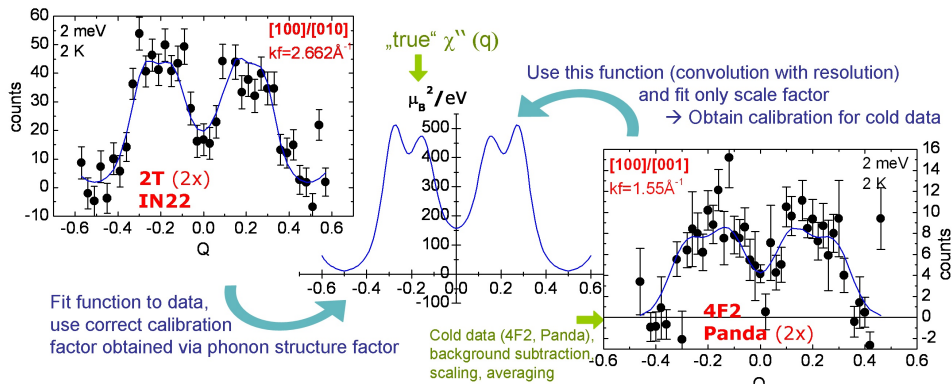 60
50
40
30
20
10
0
-10
counts
2 meV
2 K
[100]/[010]
kf=2.662Å⁻¹
2T (2x)
IN22
-0.6 -0.4 -0.2 0.0 0.2 0.4 0.6
Q
„true“ χ‘‘ (q)
μB²/eV
500
400
300
200
100
0
-100
-0.6 -0.4 -0.2 0.0 0.2 0.4 0.6
Use this function (convolution with resolution)
and fit only scale factor
→ Obtain calibration for cold data
[100]/[001]
kf=1.55Å⁻¹
2 meV
2 K
16
14
12
10
8
6
4
2
0
-2
counts
4F2
Panda (2x)
-0.6 -0.4 -0.2 0.0 0.2 0.4 0.6
Q
Fit function to data,
use correct calibration
factor obtained via phonon structure factor
Cold data (4F2, Panda),
background subtraction,
scaling, averaging